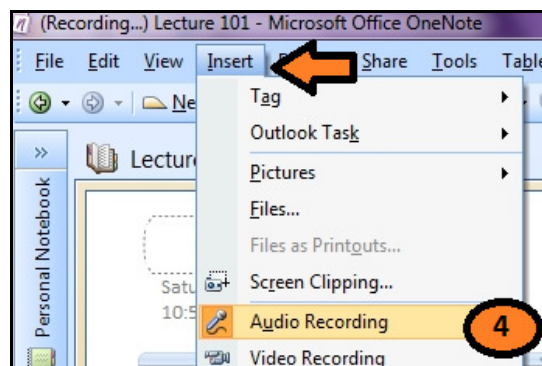 (Recording...) Lecture 101 - Microsoft Office OneNote
File Edit View Insert Share Tools Table
Ne
Tag
Outlook Task
Lecture
Pictures
Files...
Files as Printouts...
Screen Clipping...
Satu
10:5
Audio Recording 4
Video Recording
Personal Notebook